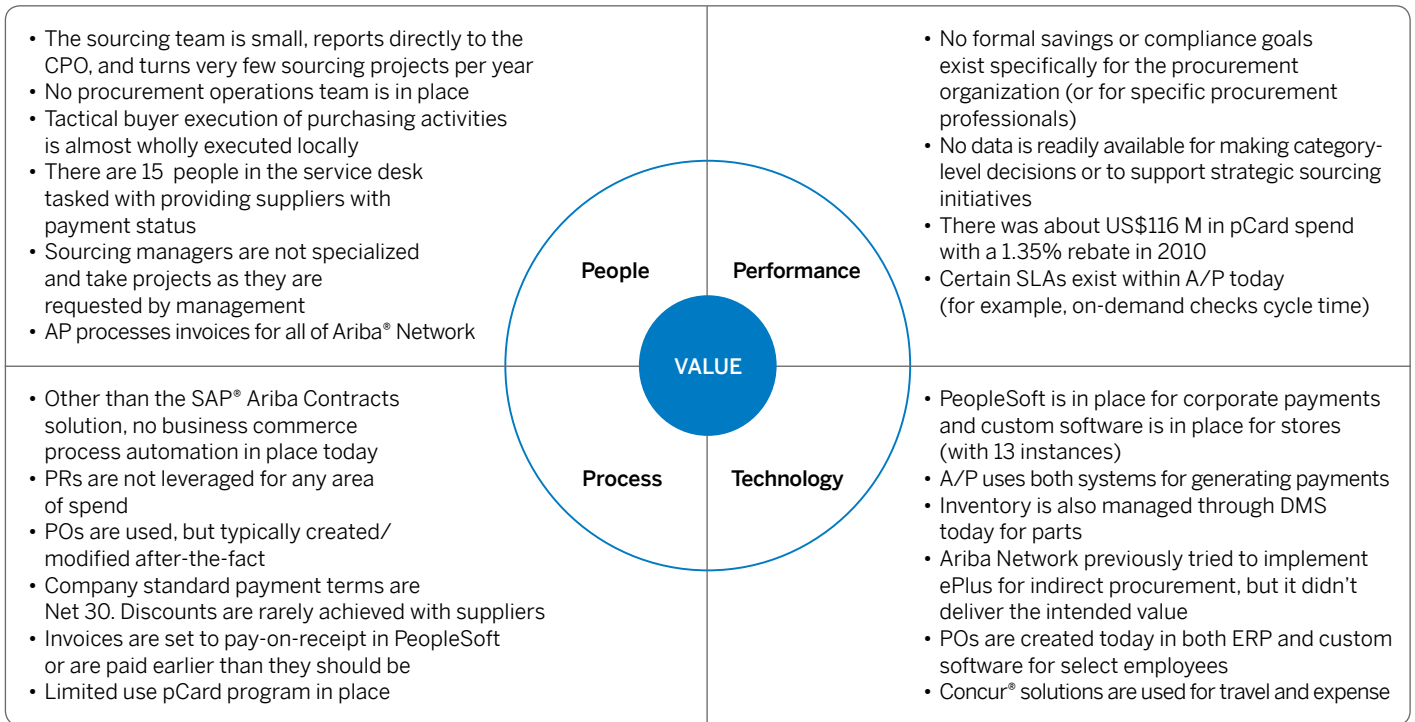 • The sourcing team is small, reports directly to the
CPO, and turns very few sourcing projects per year
• No procurement operations team is in place
• Tactical buyer execution of purchasing activities
is almost wholly executed locally
• There are 15 people in the service desk
tasked with providing suppliers with
payment status
• Sourcing managers are not specialized
and take projects as they are
requested by management
• AP processes invoices for all of Ariba® Network
• No formal savings or compliance goals
exist specifically for the procurement
organization (or for specific procurement
professionals)
• No data is readily available for making category-
level decisions or to support strategic sourcing
initiatives
• There was about US$116 M in pCard spend
with a 1.35% rebate in 2010
• Certain SLAs exist within A/P today
(for example, on-demand checks cycle time)
People
Performance
VALUE
Process
Technology
• Other than the SAP® Ariba Contracts
solution, no business commerce
process automation in place today
• PRs are not leveraged for any area
of spend
• POs are used, but typically created/
modified after-the-fact
• Company standard payment terms are
Net 30. Discounts are rarely achieved with suppliers
• Invoices are set to pay-on-receipt in PeopleSoft
or are paid earlier than they should be
• Limited use pCard program in place
• PeopleSoft is in place for corporate payments
and custom software is in place for stores
(with 13 instances)
• A/P uses both systems for generating payments
• Inventory is also managed through DMS
today for parts
• Ariba Network previously tried to implement
ePlus for indirect procurement, but it didn't
deliver the intended value
• POs are created today in both ERP and custom
software for select employees
• Concur® solutions are used for travel and expense